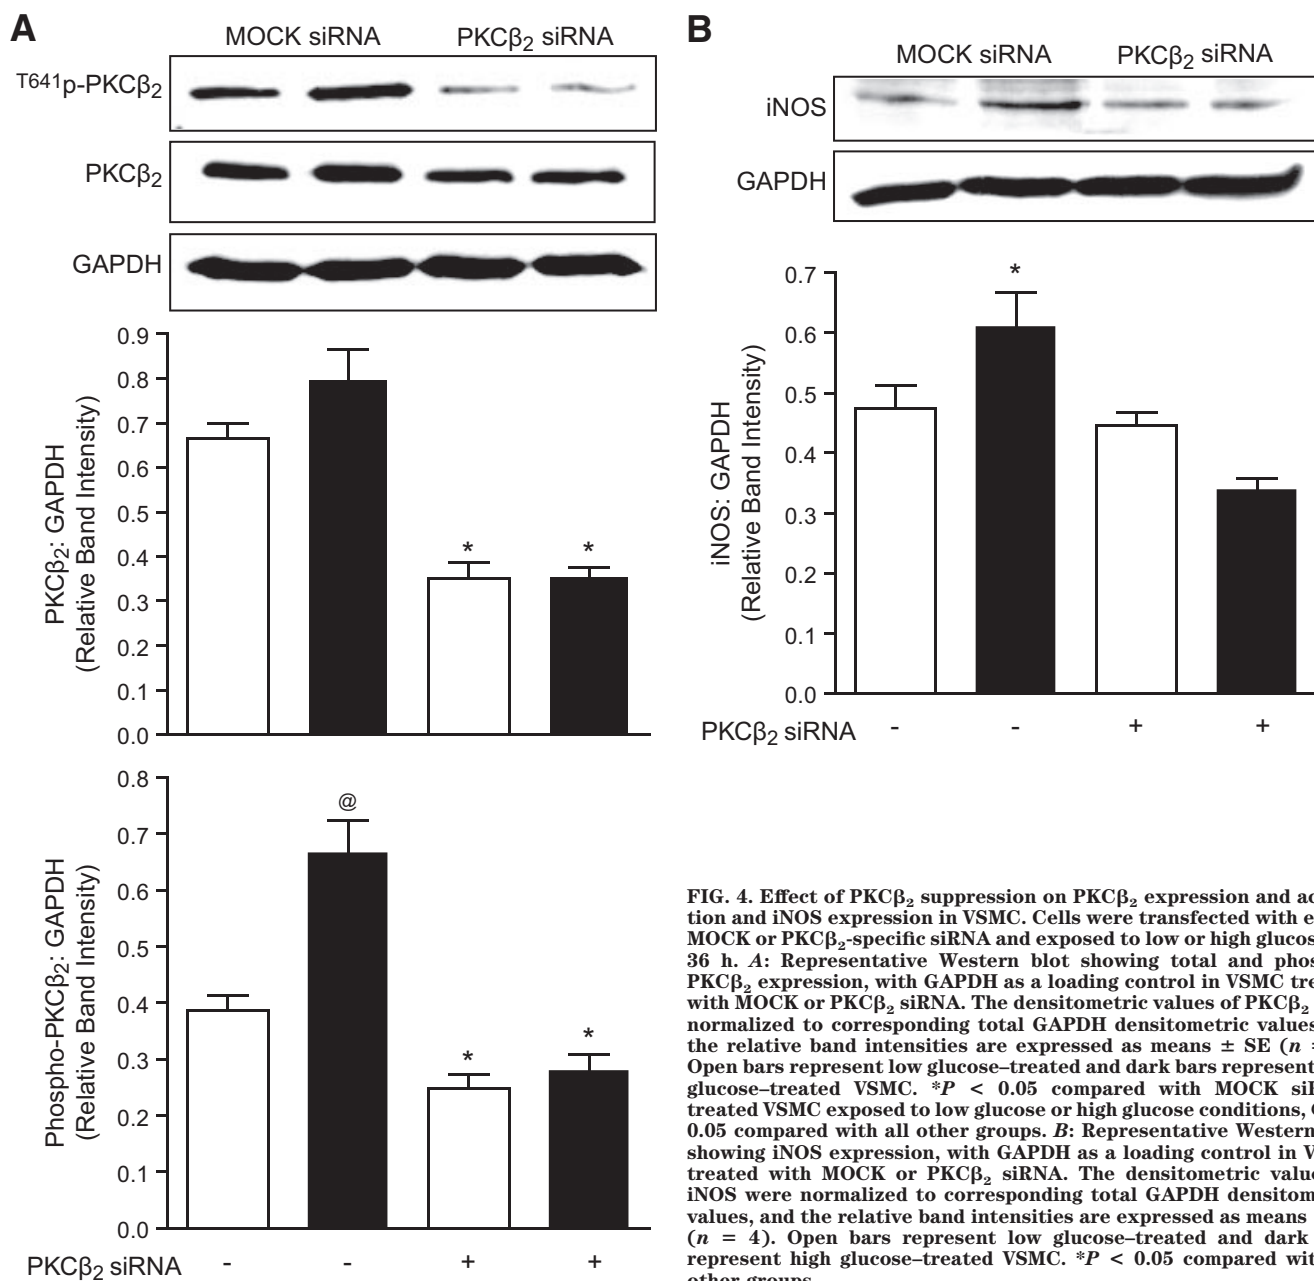 A
MOCK siRNA PKCβ₂ siRNA
T641p-PKCβ₂
PKCβ₂
GAPDH
0.9
0.8
0.7
0.6
0.5
0.4
0.3
0.2
0.1
0.0
PKCβ₂: GAPDH
(Relative Band Intensity)
* *
0.8
0.7
0.6
0.5
0.4
0.3
0.2
0.1
0.0
Phospho-PKCβ₂: GAPDH
(Relative Band Intensity)
@
* *
PKCβ₂ siRNA - - + +
B
MOCK siRNA PKCβ₂ siRNA
iNOS
GAPDH
0.7
0.6
0.5
0.4
0.3
0.2
0.1
0.0
iNOS: GAPDH
(Relative Band Intensity)
*
PKCβ₂ siRNA - - + +
FIG. 4. Effect of PKCβ₂ suppression on PKCβ₂ expression and
tion and iNOS expression in VSMC. Cells were transfected with
MOCK or PKCβ₂-specific siRNA and exposed to low or high
36 h. A: Representative Western blot showing total and
PKCβ₂ expression, with GAPDH as a loading control in VSMC
with MOCK or PKCβ₂ siRNA. The densitometric values of PKCβ₂
normalized to corresponding total GAPDH densitometric values
the relative band intensities are expressed as means ± SE (n
Open bars represent low glucose–treated and dark bars represent
glucose–treated VSMC. *P < 0.05 compared with MOCK
treated VSMC exposed to low glucose or high glucose conditions,
0.05 compared with all other groups. B: Representative Western
showing iNOS expression, with GAPDH as a loading control in
treated with MOCK or PKCβ₂ siRNA. The densitometric
iNOS were normalized to corresponding total GAPDH
values, and the relative band intensities are expressed as means
(n = 4). Open bars represent low glucose–treated and dark
represent high glucose–treated VSMC. *P < 0.05 compared
other groups